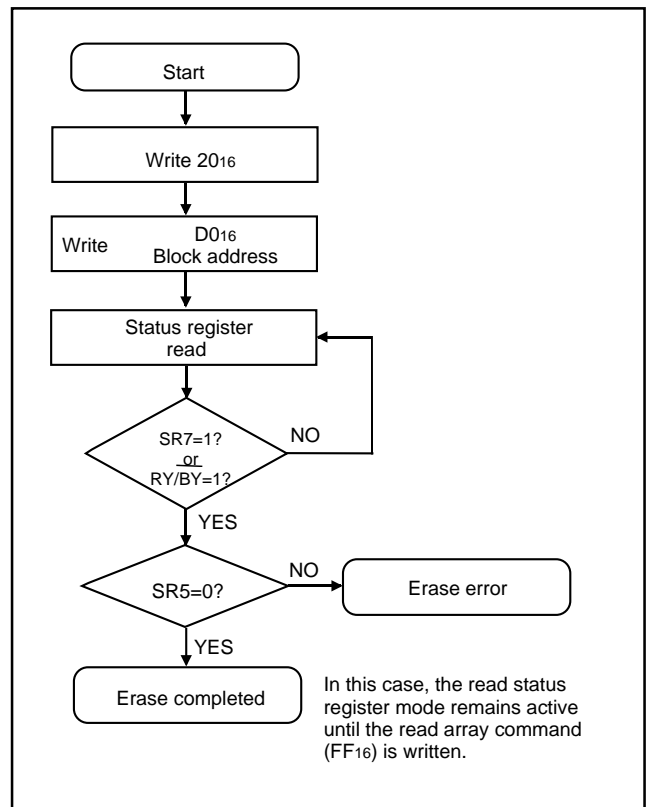 Start
Write 20₁₆
Write D0₁₆
Block address
Status register
read
SR7=1?
or
RY/BY=1?
NO
YES
SR5=0?
NO
Erase error
YES
Erase completed
In this case, the read status
register mode remains active
until the read array command
(FF₁₆) is written.